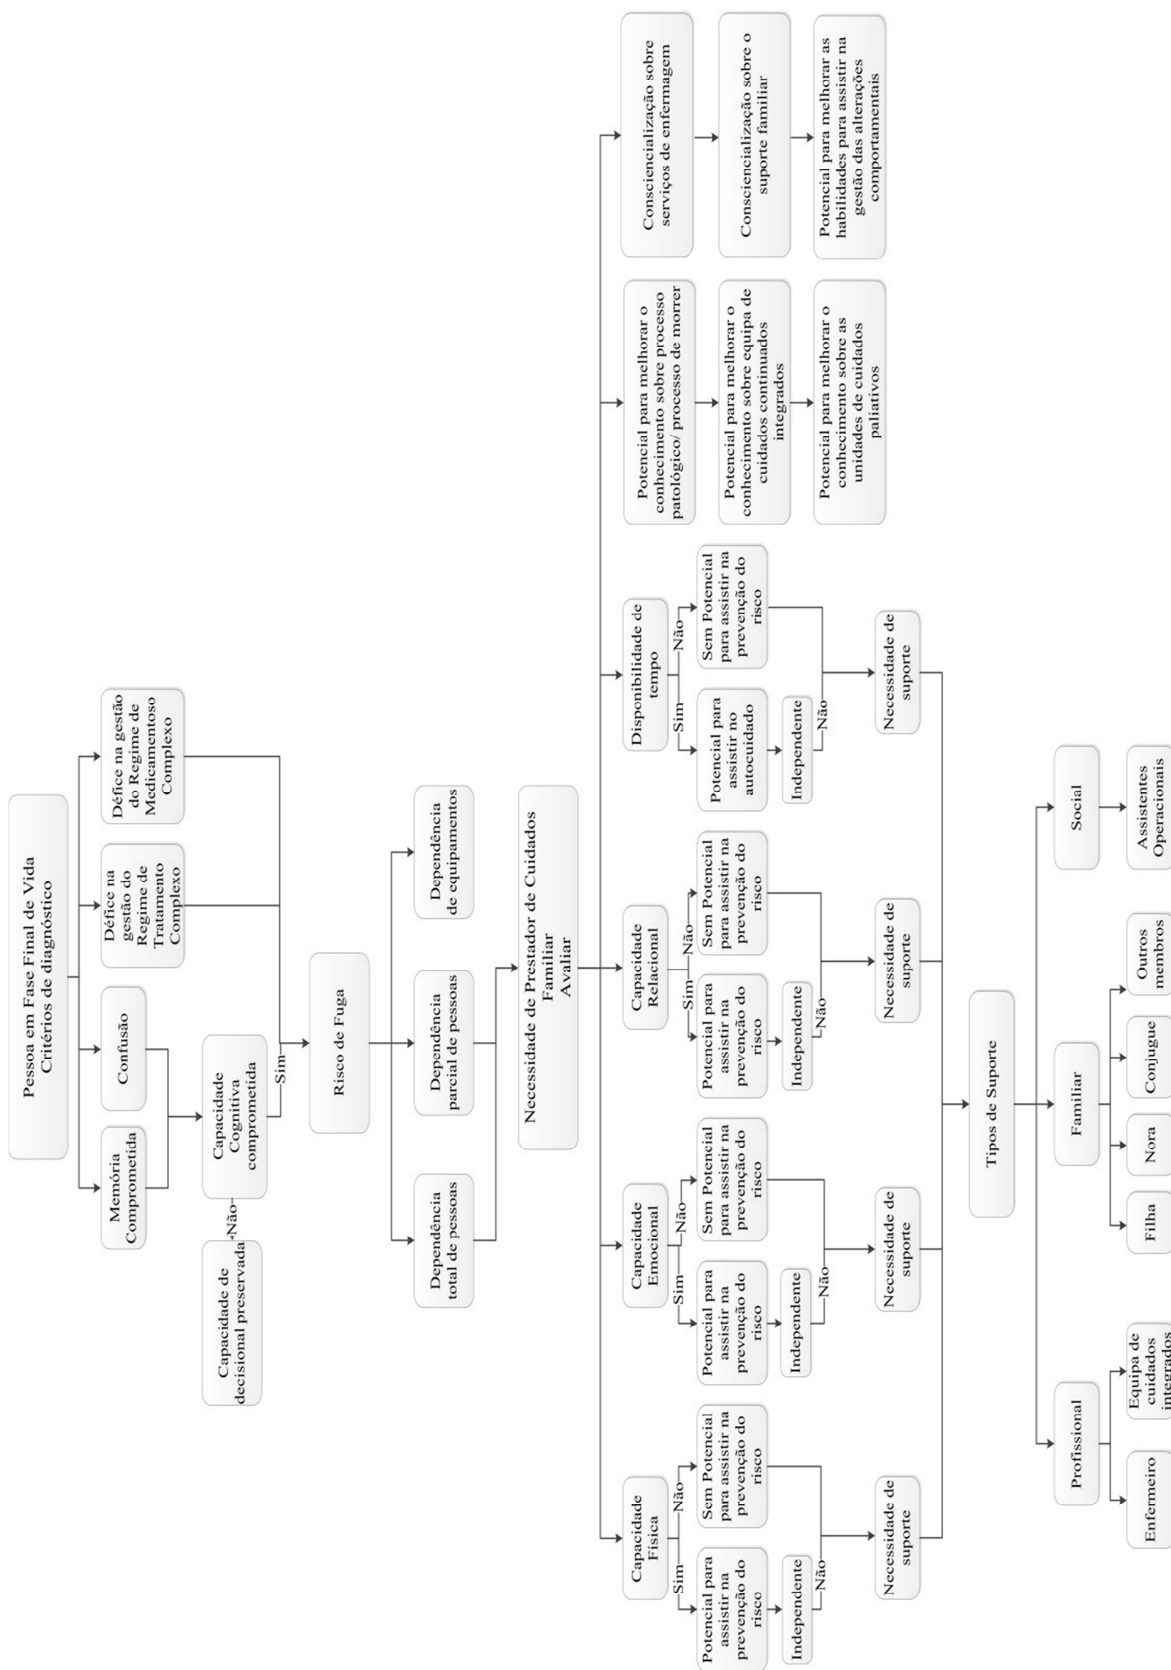 Pessoa em Fase Final de Vida
Critérios de diagnóstico
Memória
Comprometida
Confusão
Défice na
gestão do
Regime de
Tratamento
Complexo
Défice na gestão
do Regime de
Medicamentoso
Complexo
Capacidade de
decisional preservada
Não
Capacidade
Cognitiva
comprometida
Sim
Risco de Fuga
Dependência
total de pessoas
Dependência
parcial de pessoas
Dependência
de equipamentos
Necessidade de Prestador de Cuidados
Familiar
Avaliar
Capacidade
Física
Sim
Não
Potencial para
assistir na
prevenção do
risco
Sem Potencial
para assistir na
prevenção do
risco
Independente
Não
Necessidade de
suporte
Capacidade
Emocional
Sim
Não
Potencial para
assistir na
prevenção do
risco
Sem Potencial
para assistir na
prevenção do
risco
Independente
Não
Necessidade de
suporte
Capacidade
Relacional
Sim
Não
Potencial para
assistir na
prevenção do
risco
Sem Potencial
para assistir na
prevenção do
risco
Independente
Não
Necessidade de
suporte
Disponibilidade de
tempo
Sim
Não
Potencial para
assistir no
autocuidado
Sem Potencial
para assistir na
prevenção do
risco
Independente
Não
Necessidade de
suporte
Potencial para melhorar o
conhecimento sobre processo
patológico/ processo de morrer
Potencial para melhorar o
conhecimento sobre equipa de
cuidados continuados
integrados
Potencial para melhorar o
conhecimento sobre as
unidades de cuidados
paliativos
Consciencialização sobre
serviços de enfermagem
Consciencialização sobre o
suporte familiar
Potencial para melhorar as
habilidades para assistir na
gestão das alterações
comportamentais
Tipos de Suporte
Profissional
Enfermeiro
Equipa de
cuidados
integrados
Familiar
Filha
Nora
Conjugue
Outros
membros
Social
Assistentes
Operacionais